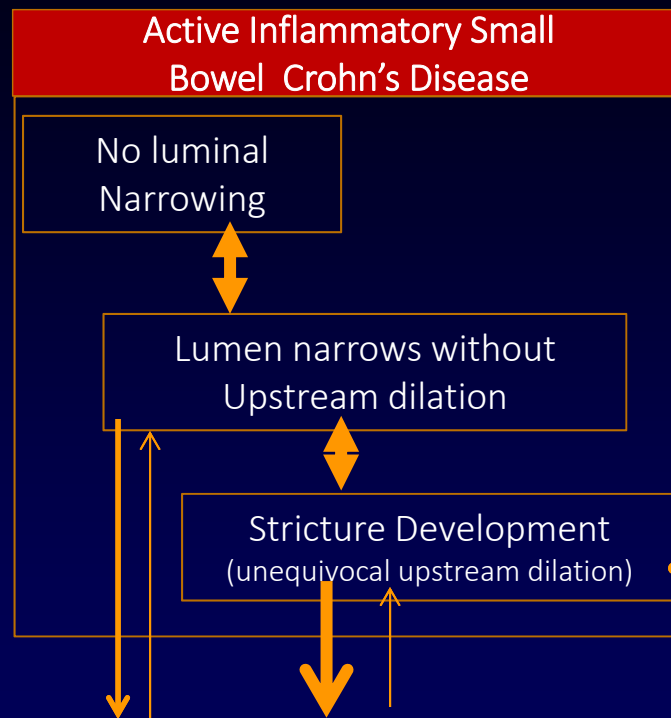 Active Inflammatory Small
Bowel Crohn’s Disease
No luminal
Narrowing
Lumen narrows without
Upstream dilation
Stricture Development
(unequivocal upstream dilation)